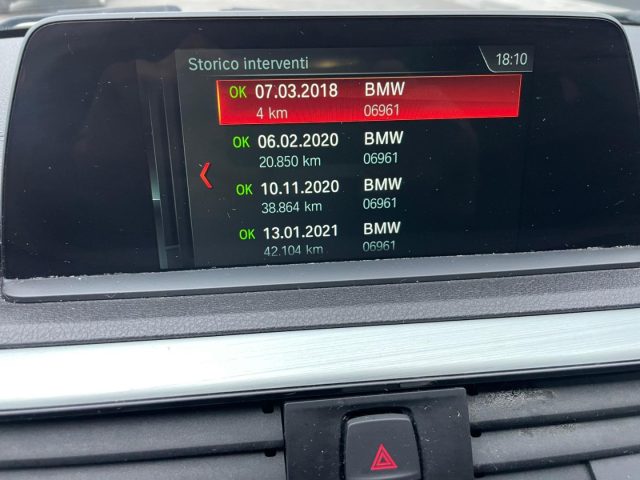 Storico interventi 18:10
OK 07.03.2018 BMW
4 km 06961
OK 06.02.2020 BMW
20.850 km 06961
OK 10.11.2020 BMW
38.864 km 06961
OK 13.01.2021 BMW
42.104 km 06961